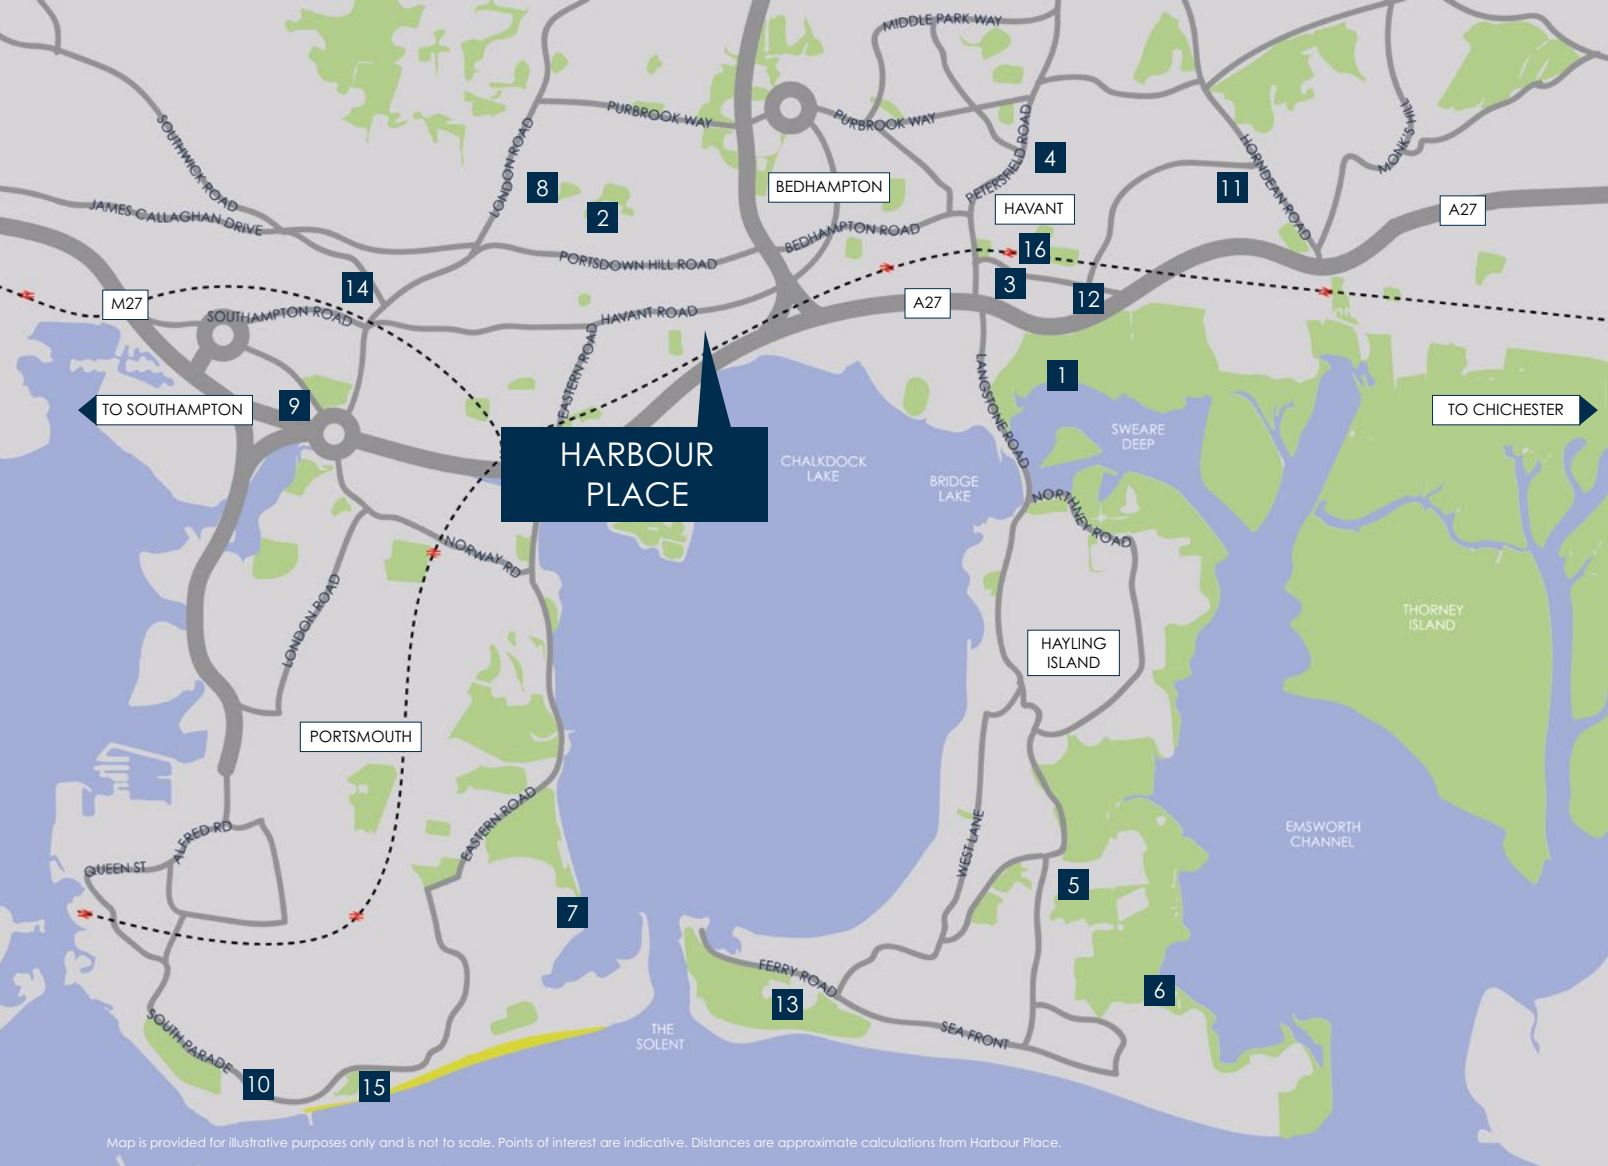 MIDDLE PARK WAY
PURBROOK WAY
PURBROOK WAY
SOUTHWICK ROAD
LONDON ROAD
PETERSFIELD ROAD
HORNDEAN ROAD
MONK'S HILL
4
8
2
BEDHAMPTON
11
HAVANT
A27
JAMES CALLAGHAN DRIVE
BEDHAMPTON ROAD
16
PORTSDOWN HILL ROAD
14
3
12
M27
A27
SOUTHAMPTON ROAD
HAVANT ROAD
EASTERN ROAD
LANGSTONE ROAD
1
9
TO SOUTHAMPTON
TO CHICHESTER
SWEARE
DEEP
HARBOUR
PLACE
CHALKDOCK
LAKE
BRIDGE
LAKE
NORTHNEY ROAD
NORWAY RD
LONDON ROAD
THORNEY
ISLAND
HAYLING
ISLAND
PORTSMOUTH
EASTERN ROAD
ALFRED RD
QUEEN ST
WEST LANE
EMSWORTH
CHANNEL
5
7
FERRY ROAD
13
6
SOUTH PARADE
THE
SOLENT
SEA FRONT
10
15
Map is provided for illustrative purposes only and is not to scale. Points of interest are indicative. Distances are approximate calculations from Harbour Place.